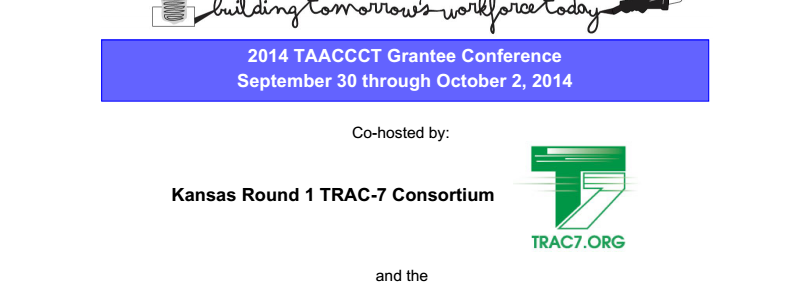 building tomorrow's workforce today
2014 TAACCCT Grantee Conference
September 30 through October 2, 2014
Co-hosted by:
Kansas Round 1 TRAC-7 Consortium
T7
TRAC7.ORG
and the